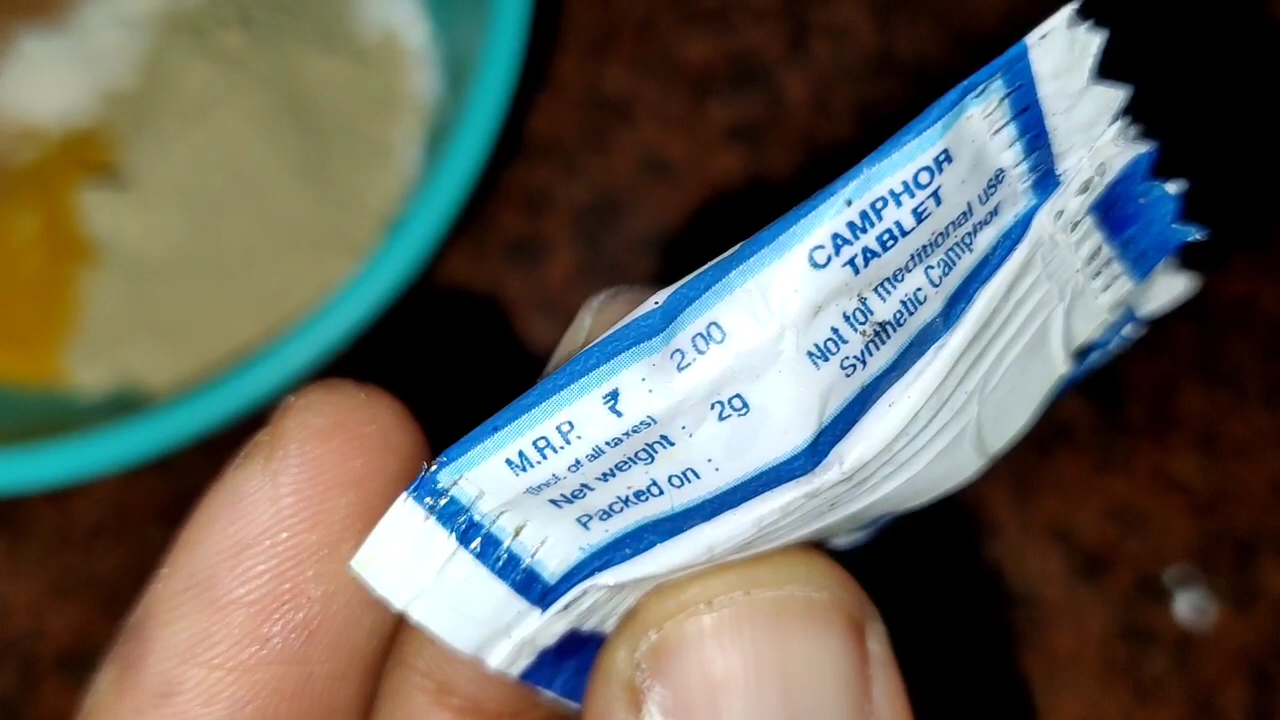 CAMPHOR
TABLET
Not for meditional use
Synthetic Camphor
M.R.P. ₹ : 2.00
(incl. of all taxes)
Net weight : 2g
Packed on :